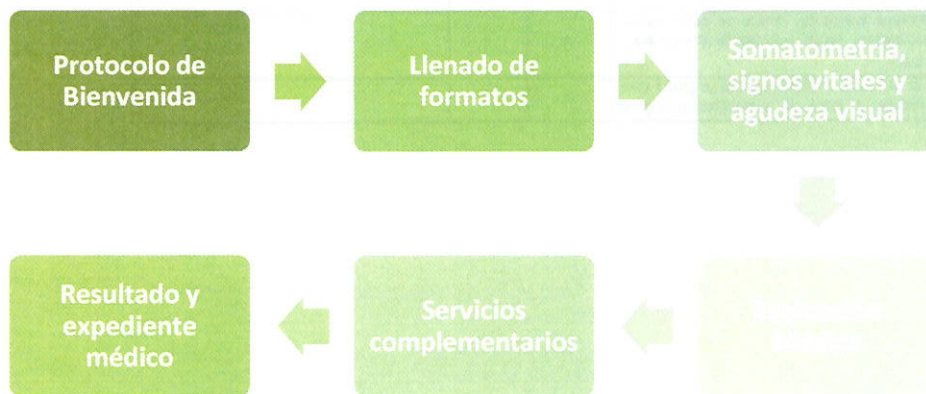 Protocolo de
Bienvenida
Llenado de
formatos
Somatometría,
signos vitales y
agudeza visual
Servicios
complementarios
Resultado y
expediente
médico